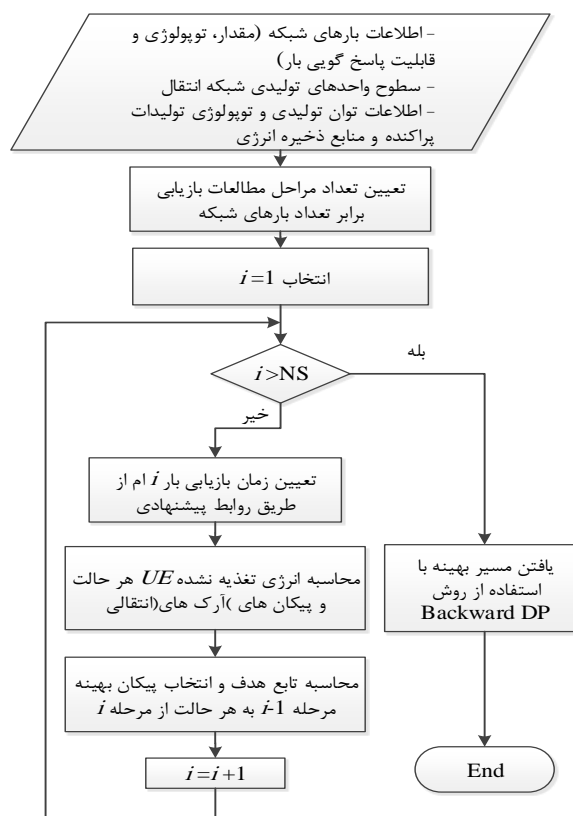 - اطلاعات بارهای شبکه (مقدار، توپولوژی و
قابلیت پاسخ گویی بار)
- سطوح واحدهای تولیدی شبکه انتقال
- اطلاعات توان تولیدی و توپولوژی تولیدات
پراکنده و منابع ذخیره انرژی
تعیین تعداد مراحل مطالعات بازیابی
برابر تعداد بارهای شبکه
انتخاب i=1
i>NS
بله
خیر
تعیین زمان بازیابی بار i ام از
طریق روابط پیشنهادی
محاسبه انرژی تغذیه نشده UE هر حالت
و پیکان های )آرک های(انتقالی
محاسبه تابع هدف و انتخاب پیکان بهینه
مرحله i-1 به هر حالت از مرحله i
i=i+1
یافتن مسیر بهینه با
استفاده از روش
Backward DP
End